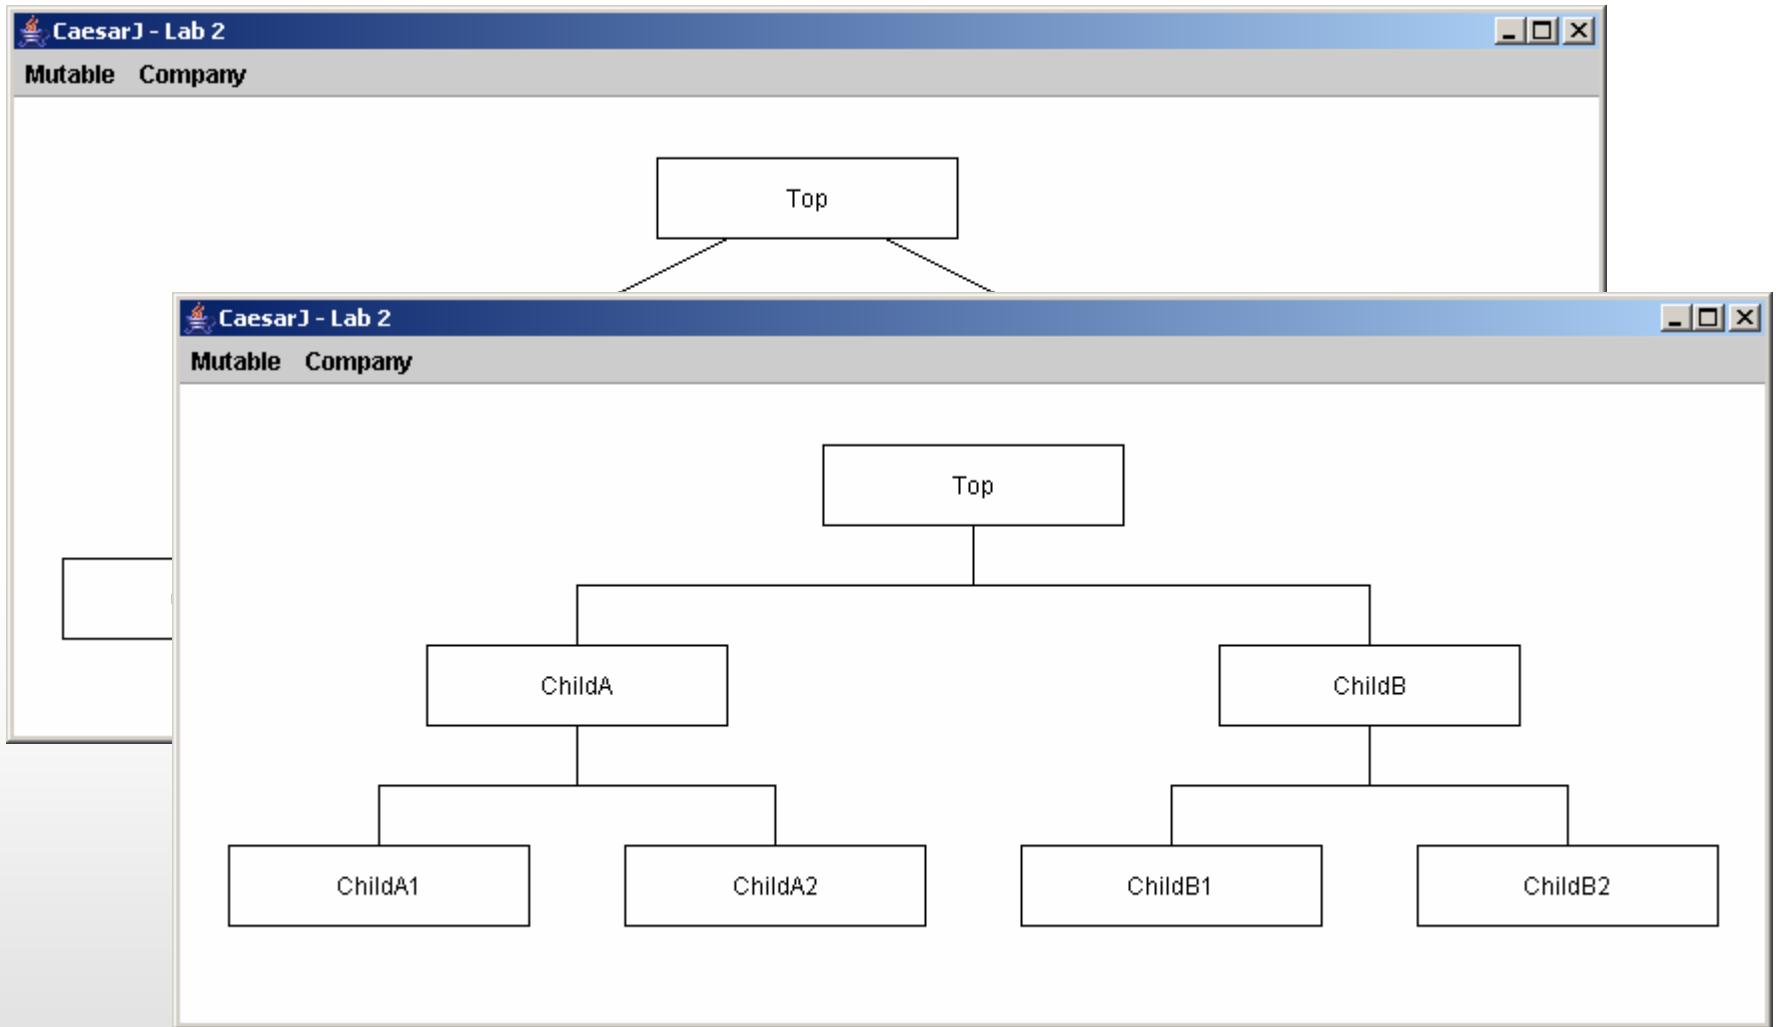 CaesarJ - Lab 2
Mutable Company
Top
CaesarJ - Lab 2
Mutable Company
Top
ChildA ChildB
ChildA1 ChildA2 ChildB1 ChildB2